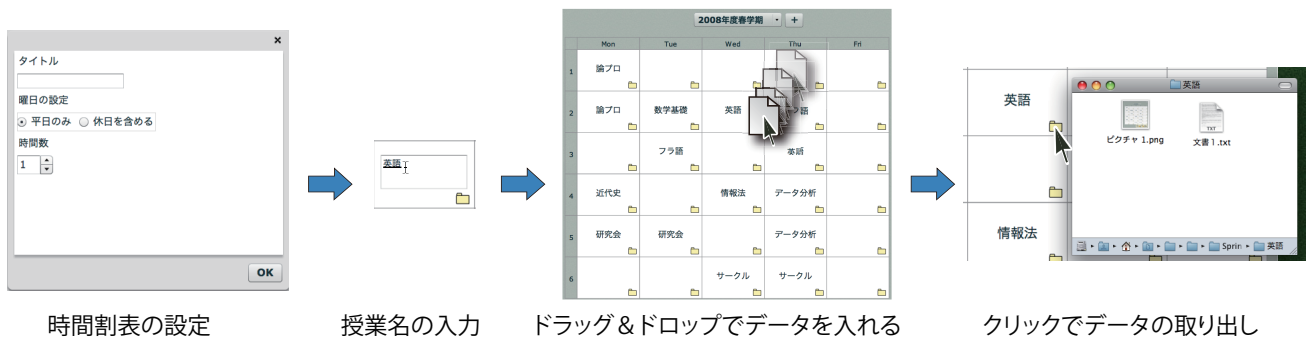 タイトル
曜日の設定
平日のみ 休日を含める
時間数
1
OK
時間割表の設定
英語
授業名の入力
2008年度春学期 +
Mon Tue Wed Thu Fri
1 論プロ
2 論プロ 数学基礎 英語 語
3 フラ語 英語
4 近代史 情報法 データ分析
5 研究会 研究会 データ分析
6 サークル サークル
ドラッグ&ドロップでデータを入れる
英語
情報法
英語
ピクチャ 1.png 文書1.txt
TXT
Sprin 英語
クリックでデータの取り出し